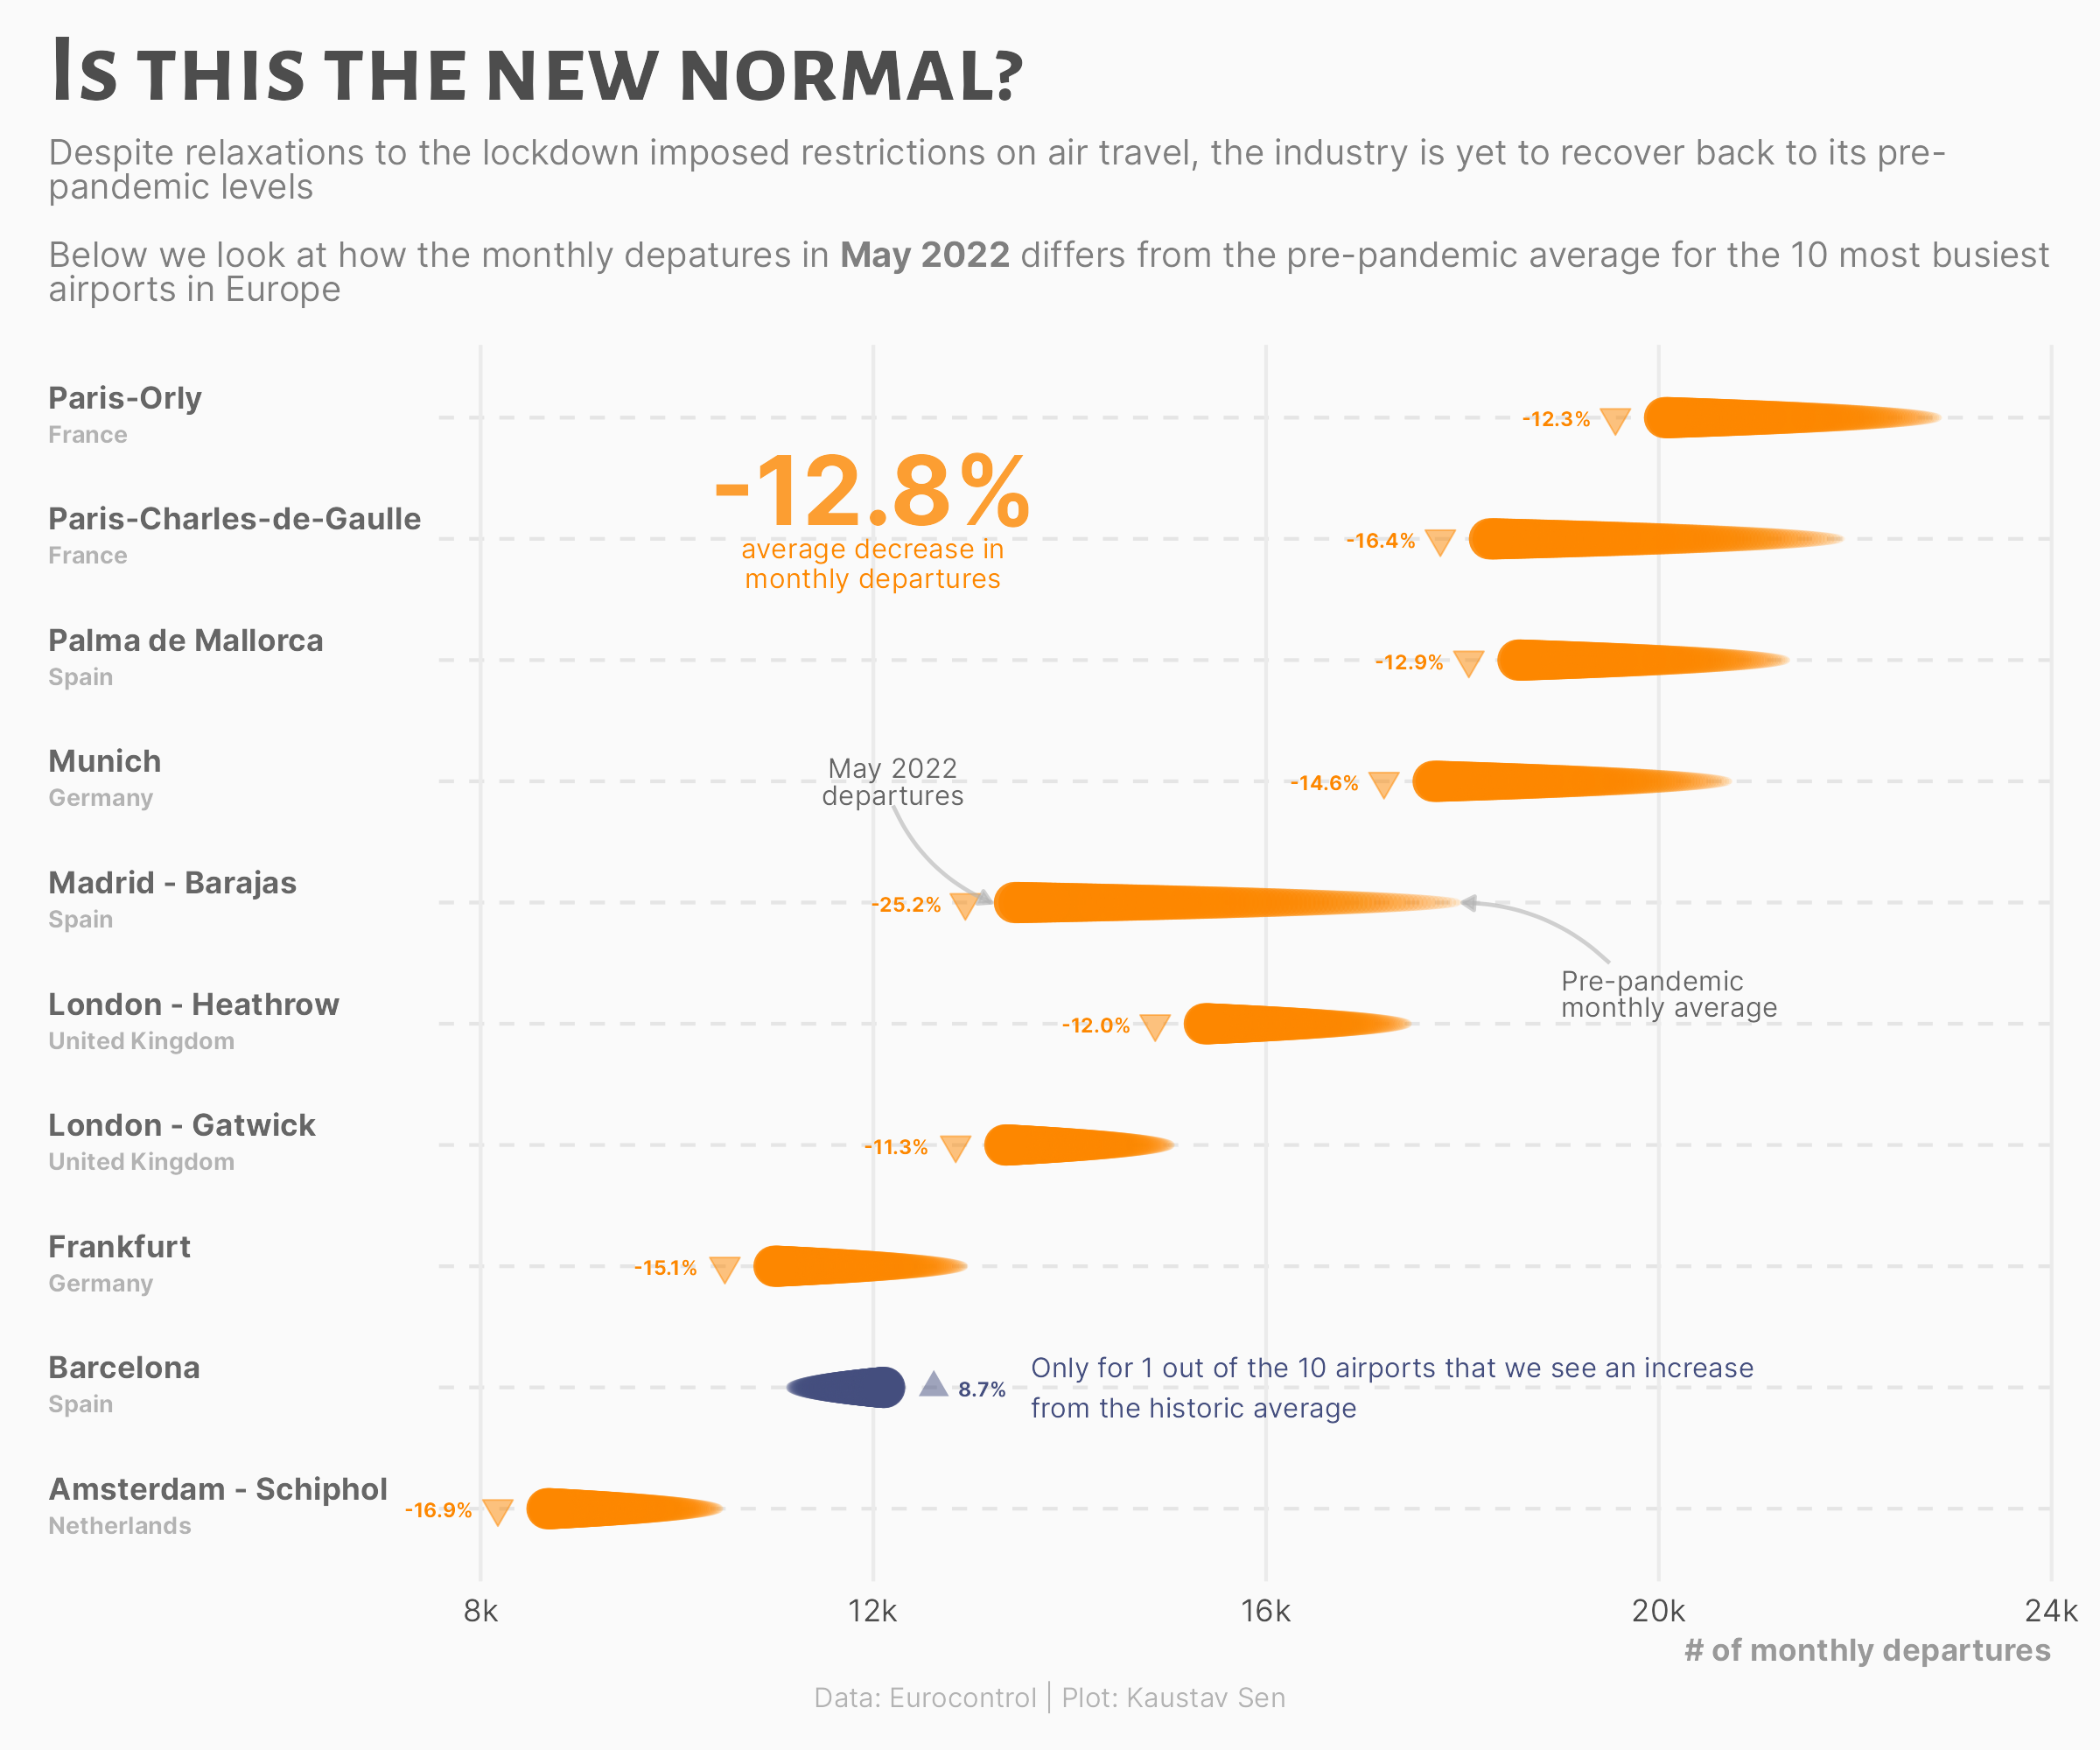 Is this the new normal?
Despite relaxations to the lockdown imposed restrictions on air travel, the industry is yet to recover back to its pre-
pandemic levels
Below we look at how the monthly depatures in May 2022 differs from the pre-pandemic average for the 10 most busiest
airports in Europe
Paris-Orly
France
-12.3%
-12.8%
average decrease in
monthly departures
Paris-Charles-de-Gaulle
France
-16.4%
Palma de Mallorca
Spain
-12.9%
Munich
Germany
-14.6%
May 2022
departures
Madrid - Barajas
Spain
-25.2%
Pre-pandemic
monthly average
London - Heathrow
United Kingdom
-12.0%
London - Gatwick
United Kingdom
-11.3%
Frankfurt
Germany
-15.1%
Barcelona
Spain
8.7%
Only for 1 out of the 10 airports that we see an increase
from the historic average
Amsterdam - Schiphol
Netherlands
-16.9%
8k 12k 16k 20k 24k
# of monthly departures
Data: Eurocontrol | Plot: Kaustav Sen